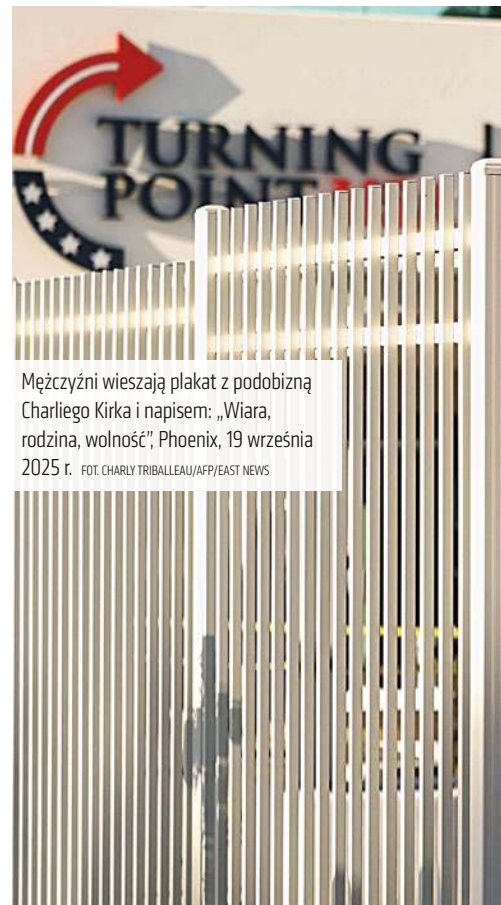 TURNING
POINT
Mężczyźni wieszają plakat z podobizną
Charliego Kirka i napisem: „Wiara,
rodzina, wolność”, Phoenix, 19 września
2025 r. FOT. CHARLY TRIBALLEAU/AFP/EAST NEWS